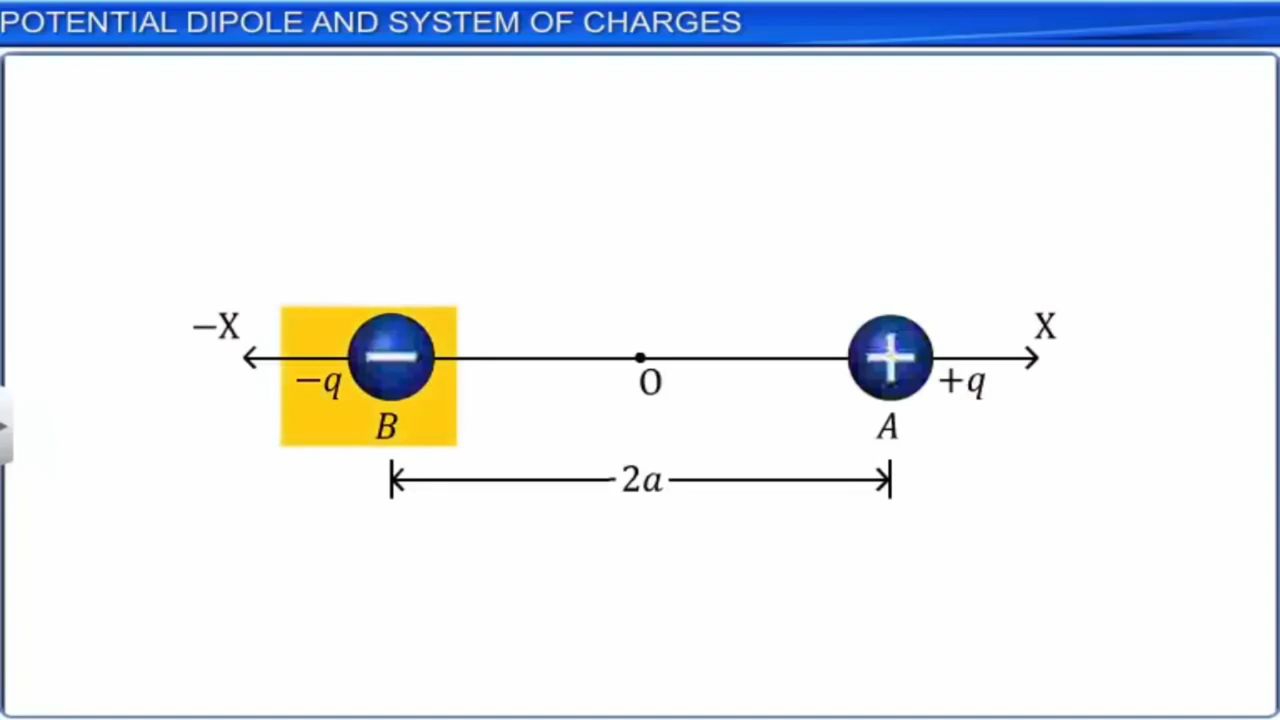 POTENTIAL DIPOLE AND SYSTEM OF CHARGES
−X X
−q O +q
B A
2a